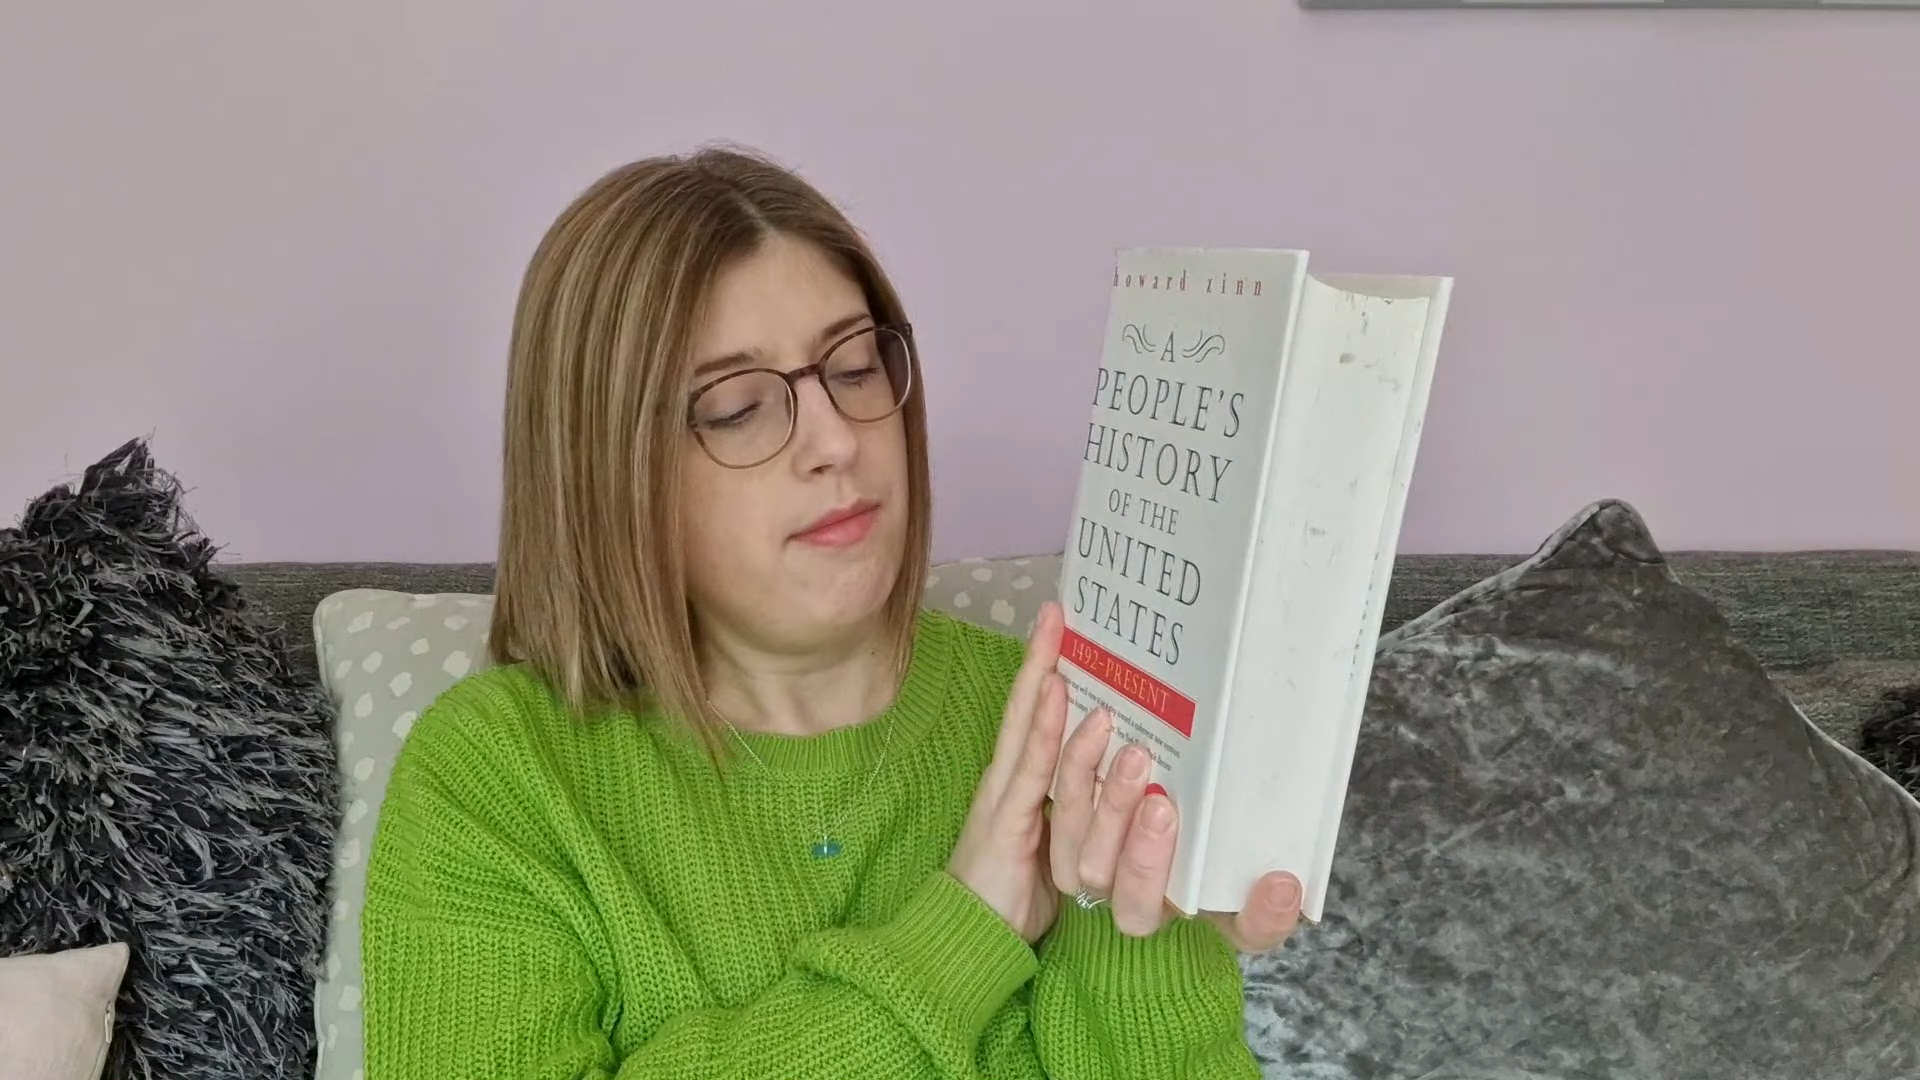 howard zinn
A
PEOPLE'S
HISTORY
OF THE
UNITED
STATES
1492-PRESENT